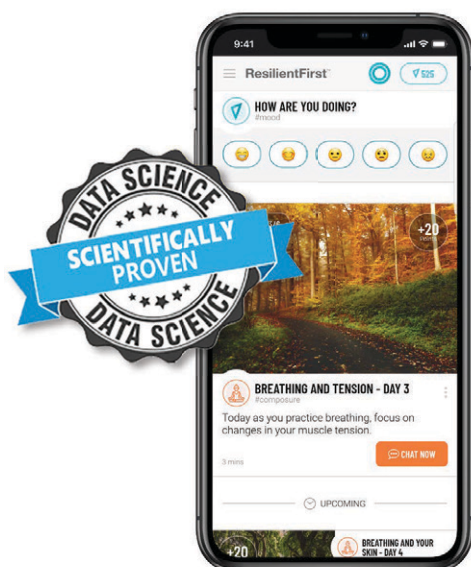 9:41
ResilientFirst™
525
HOW ARE YOU DOING?
#mood
DATA SCIENCE
SCIENTIFICALLY
PROVEN
DATA SCIENCE
+20
BREATHING AND TENSION - DAY 3
#composure
Today as you practice breathing, focus on
changes in your muscle tension.
3 mins
CHAT NOW
UPCOMING
+20
BREATHING AND YOUR
SKIN - DAY 4